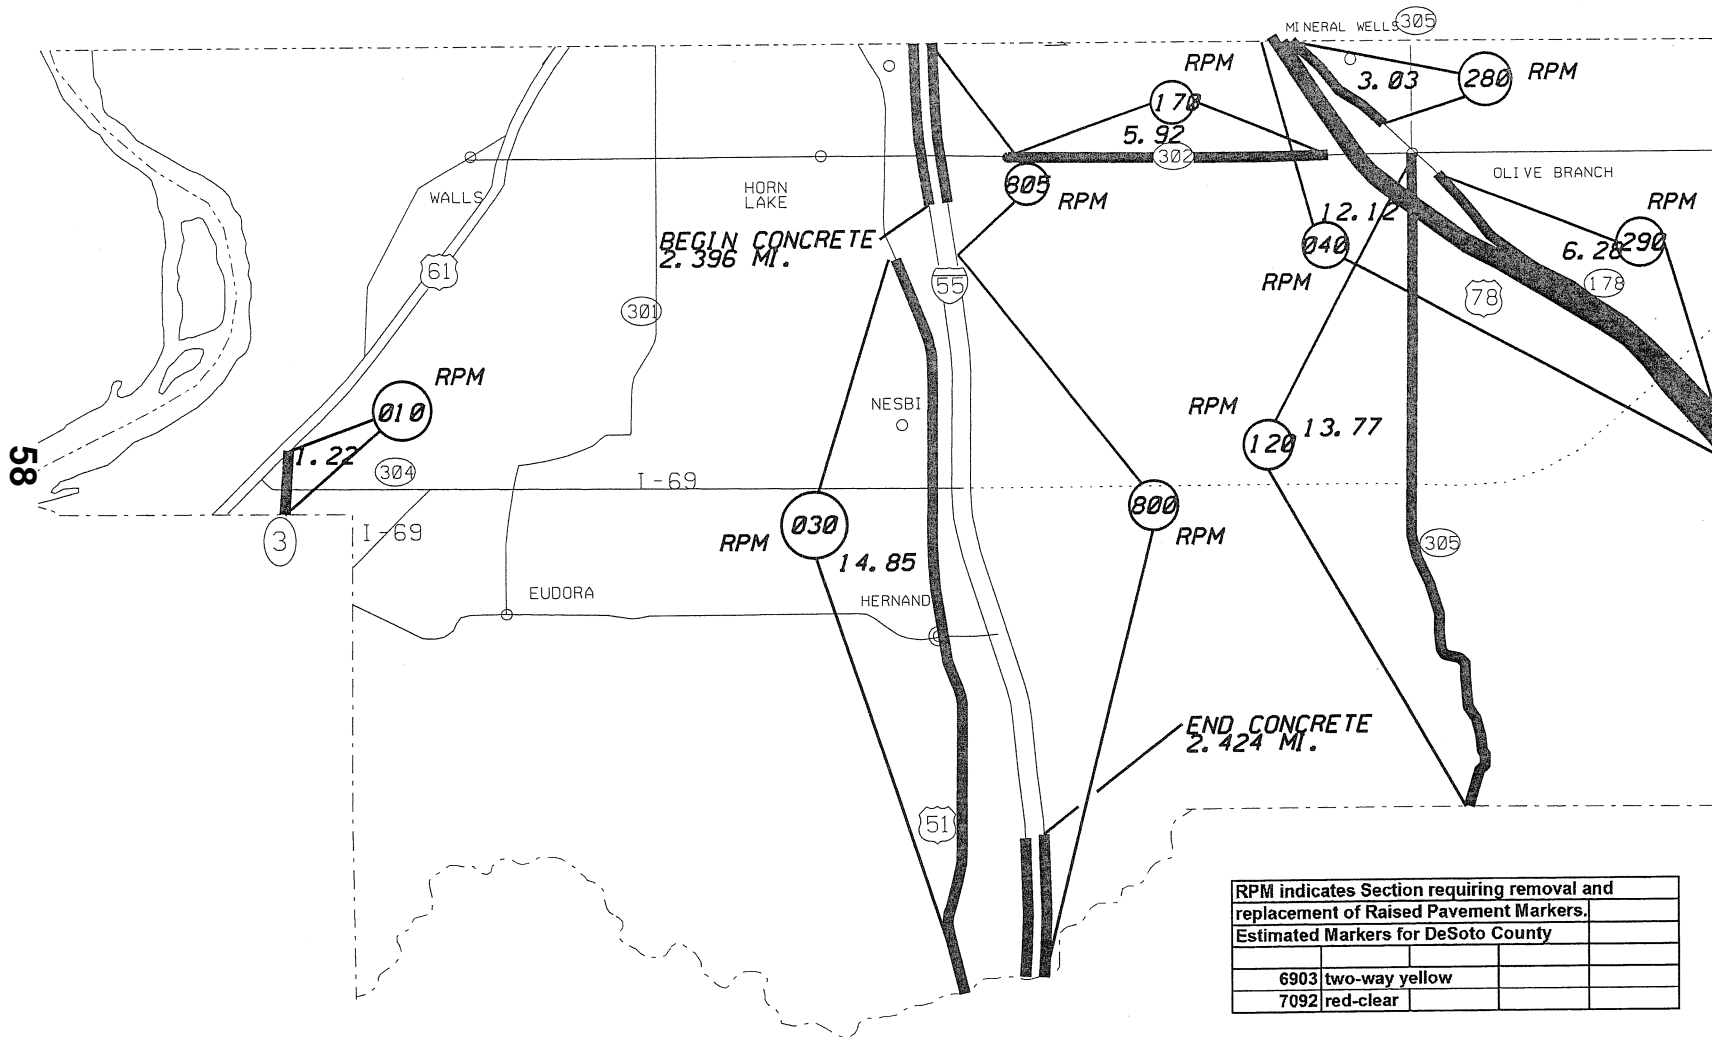 MINERAL WELLS
305
RPM
170
3.03
280
RPM
5.92
302
OLIVE BRANCH
WALLS
HORN
LAKE
805
RPM
12.12
RPM
BEGIN CONCRETE
2.396 MI.
040
6.28
290
61
55
RPM
78
178
301
RPM
010
NESBI
RPM
1.22
120
13.77
58
304
I-69
3
I-69
RPM
030
800
RPM
14.85
305
EUDORA
HERNAND
END CONCRETE
2.424 MI.
51
RPM indicates Section requiring removal and
replacement of Raised Pavement Markers.
Estimated Markers for DeSoto County
6903 two-way yellow
7092 red-clear